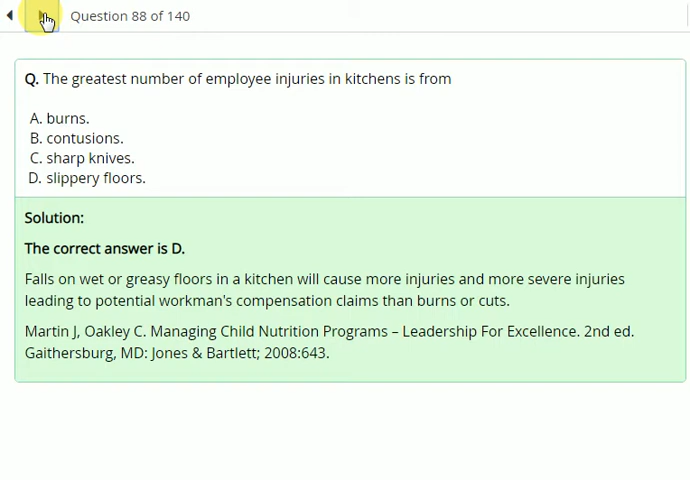 Question 88 of 140
Q. The greatest number of employee injuries in kitchens is from
A. burns.
B. contusions.
C. sharp knives.
D. slippery floors.
Solution:
The correct answer is D.
Falls on wet or greasy floors in a kitchen will cause more injuries and more severe injuries
leading to potential workman's compensation claims than burns or cuts.
Martin J, Oakley C. Managing Child Nutrition Programs – Leadership For Excellence. 2nd ed.
Gaithersburg, MD: Jones & Bartlett; 2008:643.